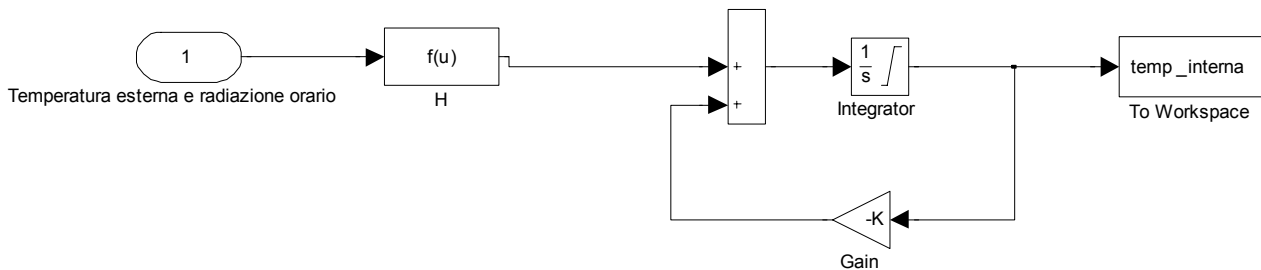 1
Temperatura esterna e radiazione orario
f(u)
H
+
+
1
s
Integrator
temp _interna
To Workspace
-K
Gain